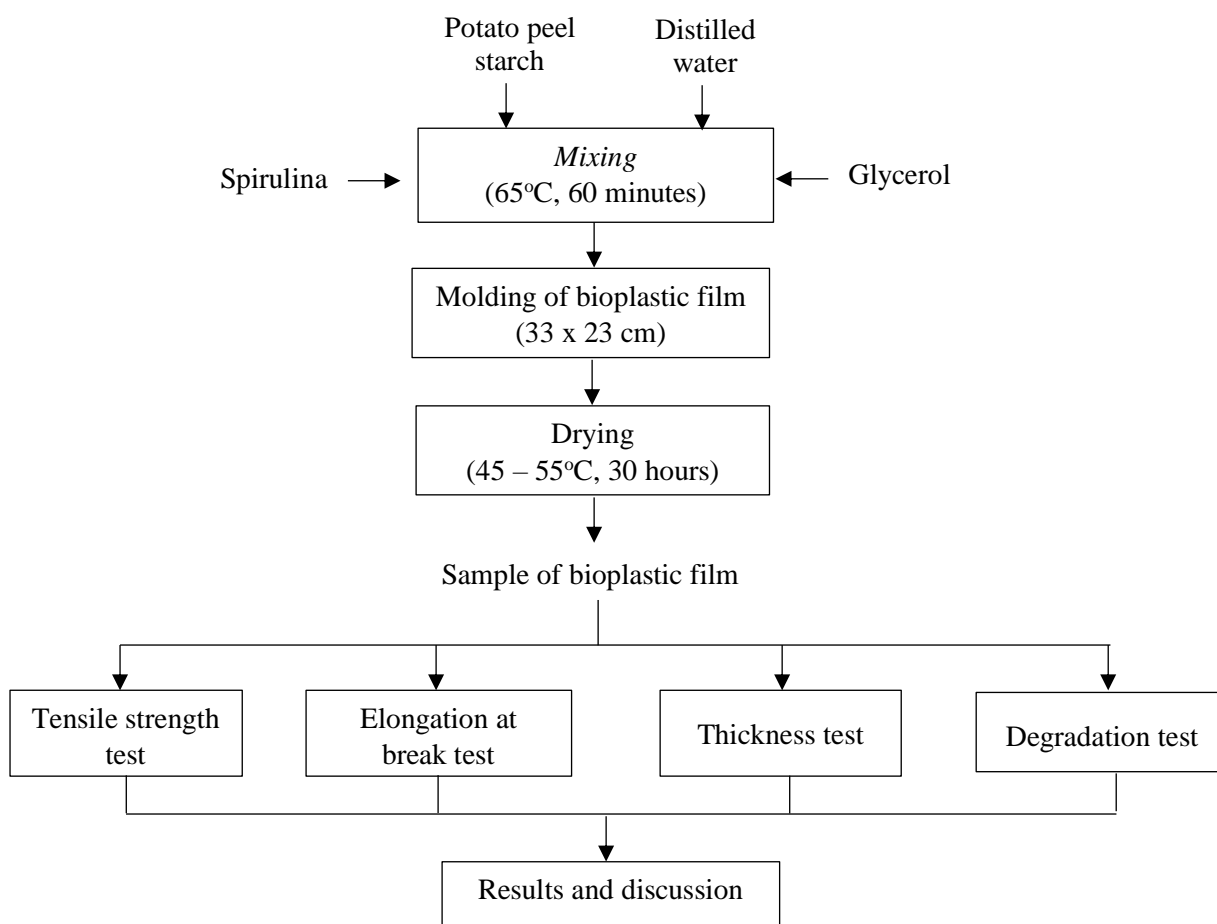 Potato peel
starch
Distilled
water
Spirulina
Mixing
(65°C, 60 minutes)
Glycerol
Molding of bioplastic film
(33 x 23 cm)
Drying
(45 – 55°C, 30 hours)
Sample of bioplastic film
Tensile strength
test
Elongation at
break test
Thickness test
Degradation test
Results and discussion